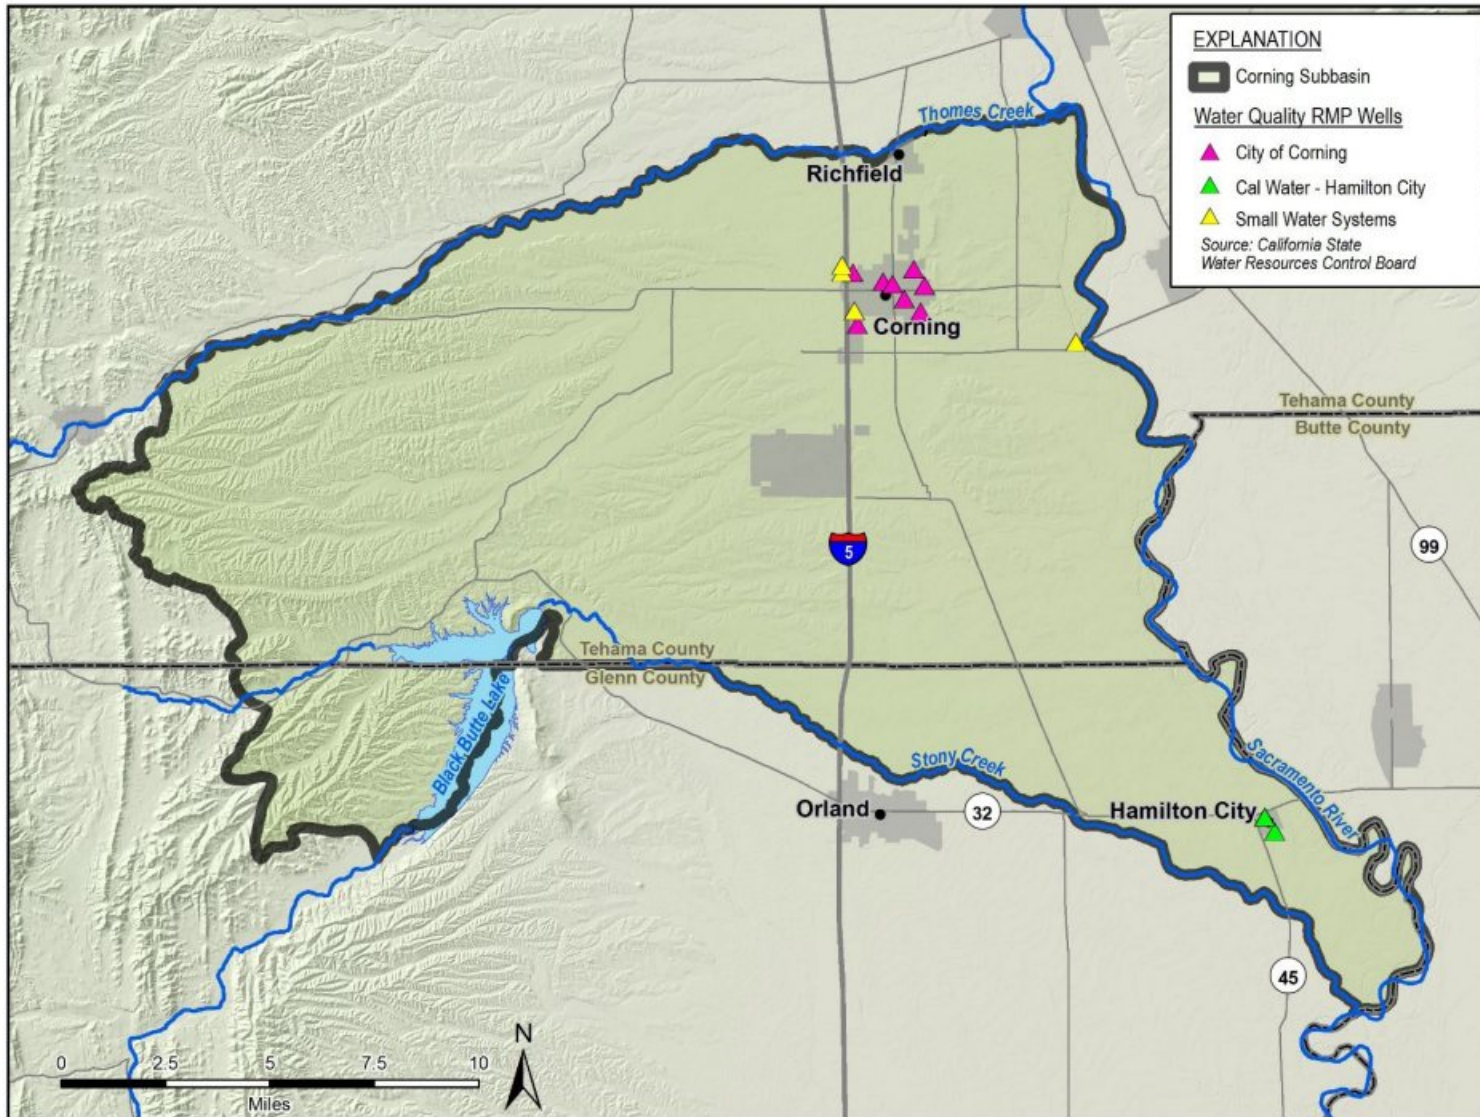 EXPLANATION
Corning Subbasin
Water Quality RMP Wells
City of Corning
Cal Water - Hamilton City
Small Water Systems
Source: California State
Water Resources Control Board
Thomes Creek
Richfield
Corning
Tehama County
Butte County
99
5
Tehama County
Glenn County
Black Butte Lake
Stony Creek
Sacramento River
Orland
32
Hamilton City
45
N
0 2.5 5 7.5 10
Miles